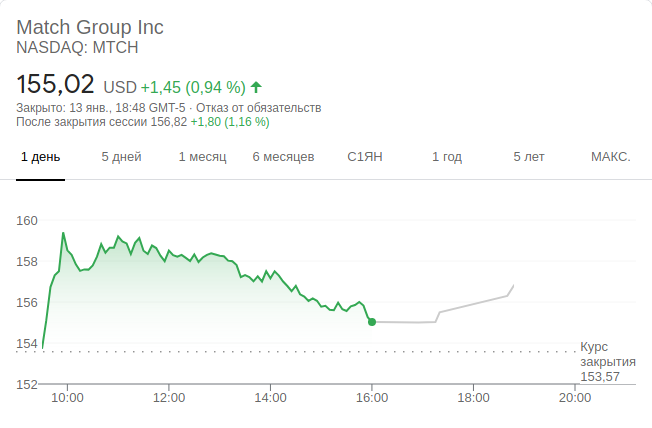 Match Group Inc
NASDAQ: MTCH
155,02 USD +1,45 (0,94 %)
Закрыто: 13 янв., 18:48 GMT-5 · Отказ от обязательств
После закрытия сессии 156,82 +1,80 (1,16 %)
1 день 5 дней 1 месяц 6 месяцев С1ЯН 1 год 5 лет МАКС.
160
158
156
154
Курс
закрытия
153,57
152
10:00 12:00 14:00 16:00 18:00 20:00